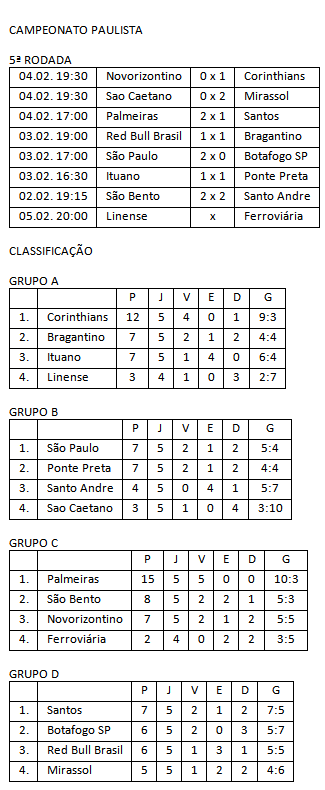 CAMPEONATO PAULISTA
5ª RODADA
04.02. 19:30 Novorizontino 0 x 1 Corinthians
04.02. 19:30 Sao Caetano 0 x 2 Mirassol
04.02. 17:00 Palmeiras 2 x 1 Santos
03.02. 19:00 Red Bull Brasil 1 x 1 Bragantino
03.02. 17:00 São Paulo 2 x 0 Botafogo SP
03.02. 16:30 Ituano 1 x 1 Ponte Preta
02.02. 19:15 São Bento 2 x 2 Santo Andre
05.02. 20:00 Linense x Ferroviária
CLASSIFICAÇÃO
GRUPO A
P J V E D G
1. Corinthians 12 5 4 0 1 9:3
2. Bragantino 7 5 2 1 2 4:4
3. Ituano 7 5 1 4 0 6:4
4. Linense 3 4 1 0 3 2:7
GRUPO B
P J V E D G
1. São Paulo 7 5 2 1 2 5:4
2. Ponte Preta 7 5 2 1 2 4:4
3. Santo Andre 4 5 0 4 1 5:7
4. Sao Caetano 3 5 1 0 4 3:10
GRUPO C
P J V E D G
1. Palmeiras 15 5 5 0 0 10:3
2. São Bento 8 5 2 2 1 5:3
3. Novorizontino 7 5 2 1 2 5:5
4. Ferroviária 2 4 0 2 2 3:5
GRUPO D
P J V E D G
1. Santos 7 5 2 1 2 7:5
2. Botafogo SP 6 5 2 0 3 5:7
3. Red Bull Brasil 6 5 1 3 1 5:5
4. Mirassol 5 5 1 2 2 4:6